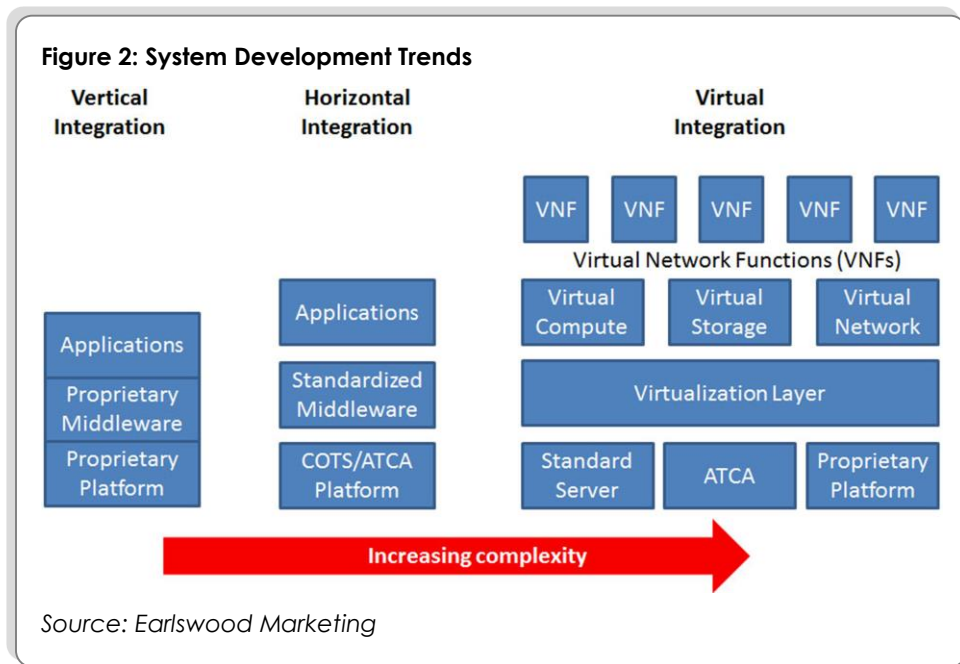 Figure 2: System Development Trends
Vertical
Integration
Horizontal
Integration
Virtual
Integration
VNF VNF VNF VNF VNF
Virtual Network Functions (VNFs)
Applications
Proprietary
Middleware
Proprietary
Platform
Applications
Standardized
Middleware
COTS/ATCA
Platform
Virtual
Compute
Virtual
Storage
Virtual
Network
Virtualization Layer
Standard
Server
ATCA
Proprietary
Platform
Increasing complexity
Source: Earlswood Marketing